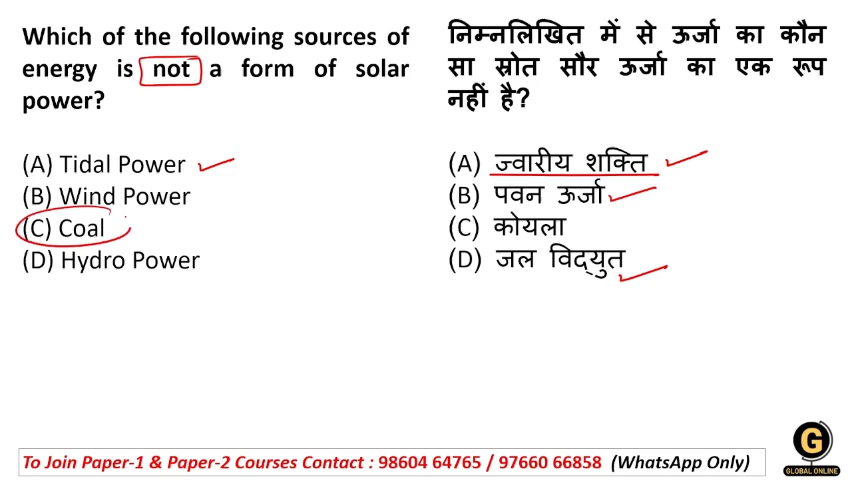 Which of the following sources of
energy is not a form of solar
power?
(A) Tidal Power
(B) Wind Power
(C) Coal
(D) Hydro Power
निम्नलिखित में से ऊर्जा का कौन
सा स्रोत सौर ऊर्जा का एक रूप
नहीं है?
(A) ज्वारीय शक्ति
(B) पवन ऊर्जा
(C) कोयला
(D) जल विद्युत
G
GLOBAL ONLINE
To Join Paper-1 & Paper-2 Courses Contact : 98604 64765 / 97660 66858 (WhatsApp Only)